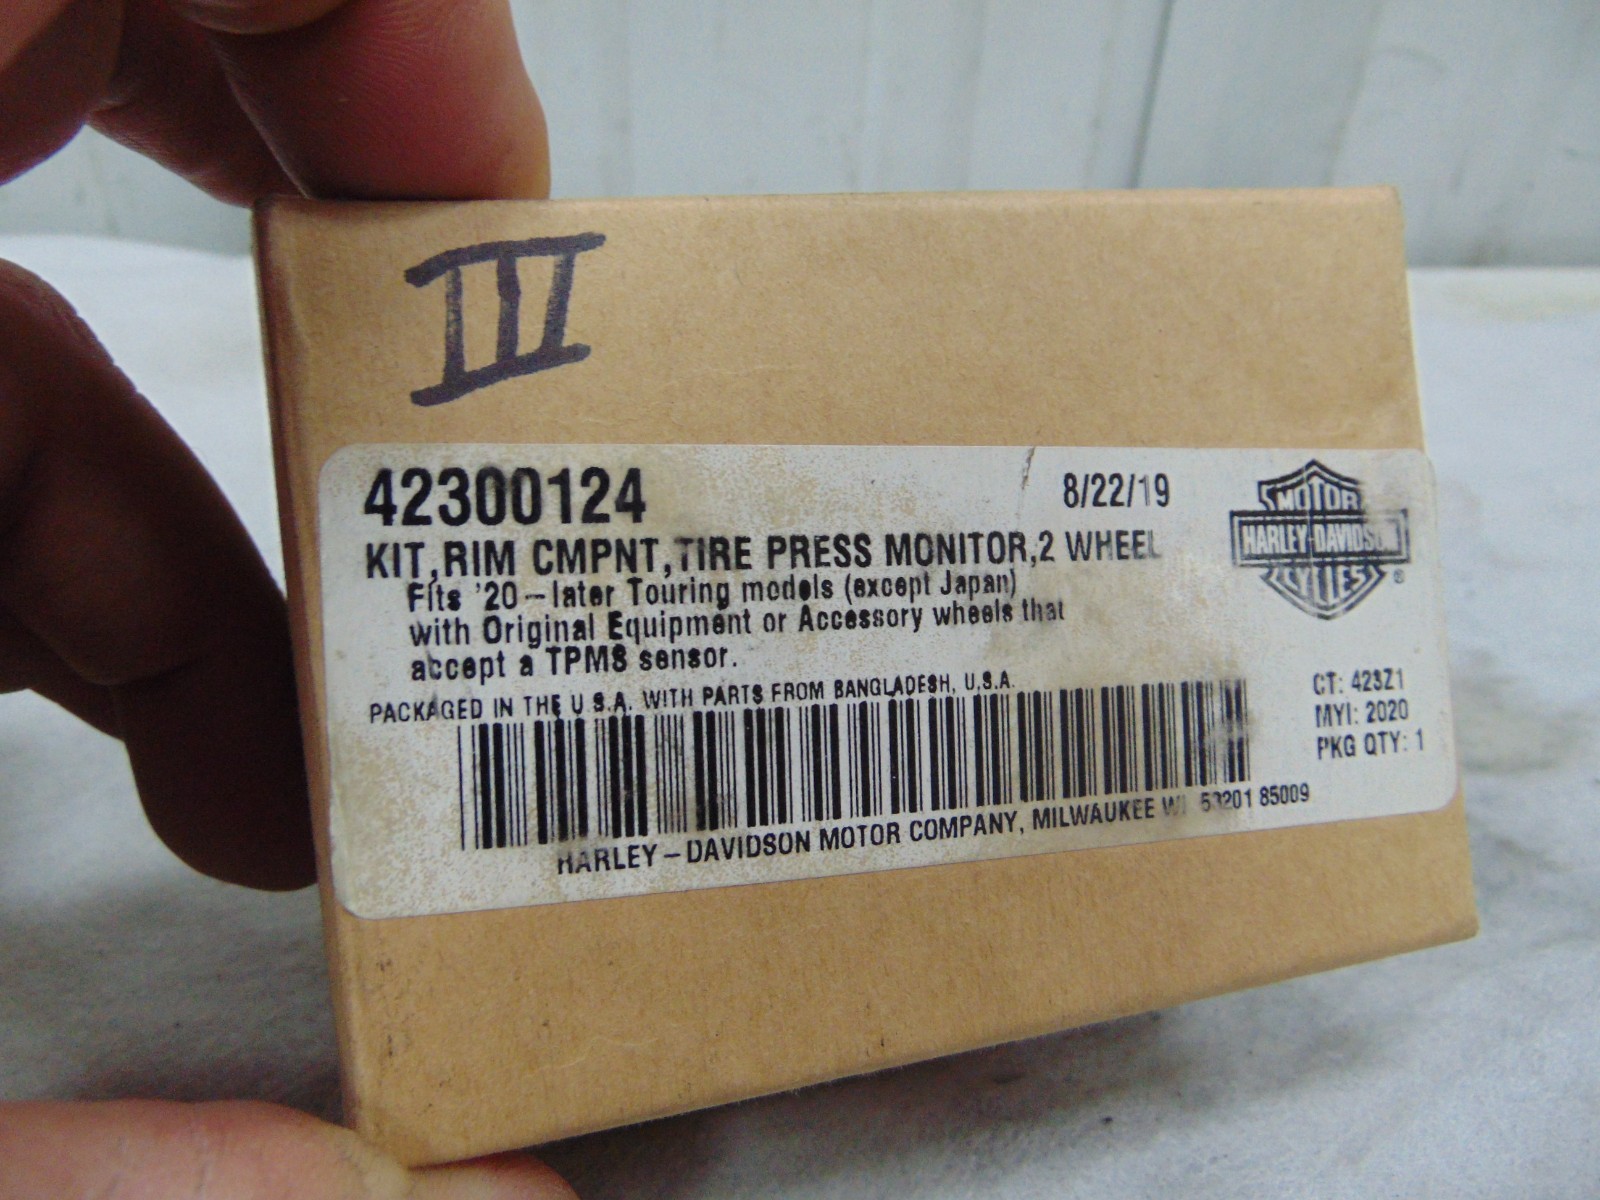 III
42300124
8/22/19
KIT,RIM CMPNT,TIRE PRESS MONITOR,2 WHEEL
Fits '20-later Touring models (except Japan)
with Original Equipment or Accessory wheels that
accept a TPMS sensor.
PACKAGED IN THE U.S.A. WITH PARTS FROM BANGLADESH, U.S.A.
MOTOR
HARLEY-DAVIDSON
CYCLES
®
CT: 423Z1
MYI: 2020
PKG QTY: 1
HARLEY-DAVIDSON MOTOR COMPANY, MILWAUKEE WI 53201 85009